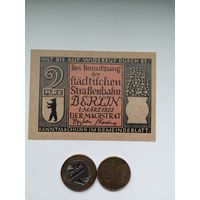 GILT BIS AUF WIDERRUF DURCH BE-
2
MARK
Bei Benutzung
der
städtischen
Straßenbahn
BERLIN
1. MÄRZ 1922
DER MAGISTRAT
KANNTMACHUNG IM GEMEINDEBLATT